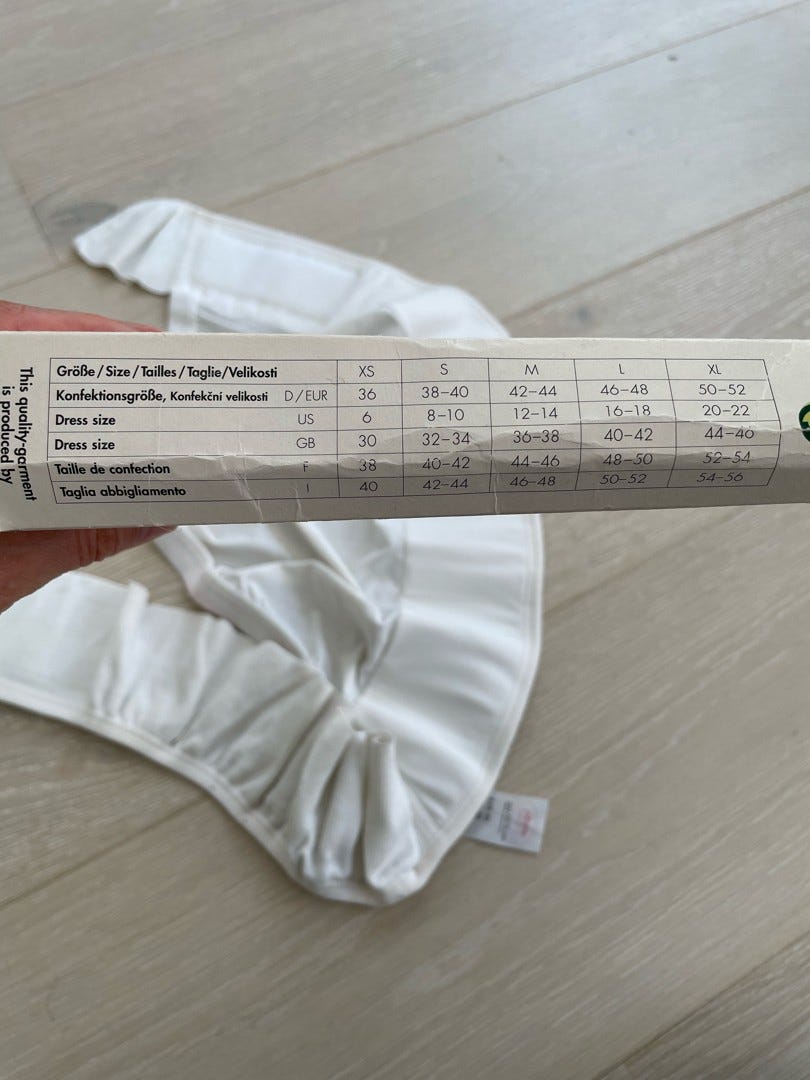 Größe/Size/Tailles/Taglie/Velikosti XS S M L XL
Konfektionsgröße, Konfekční velikosti D/EUR 36 38–40 42–44 46–48 50–52
Dress size US 6 8–10 12–14 16–18 20–22
Dress size GB 30 32–34 36–38 40–42 44–46
Taille de confection F 38 40–42 44–46 48–50 52–54
Taglia abbigliamento I 40 42–44 46–48 50–52 54–56
This quality-garment
is produced by